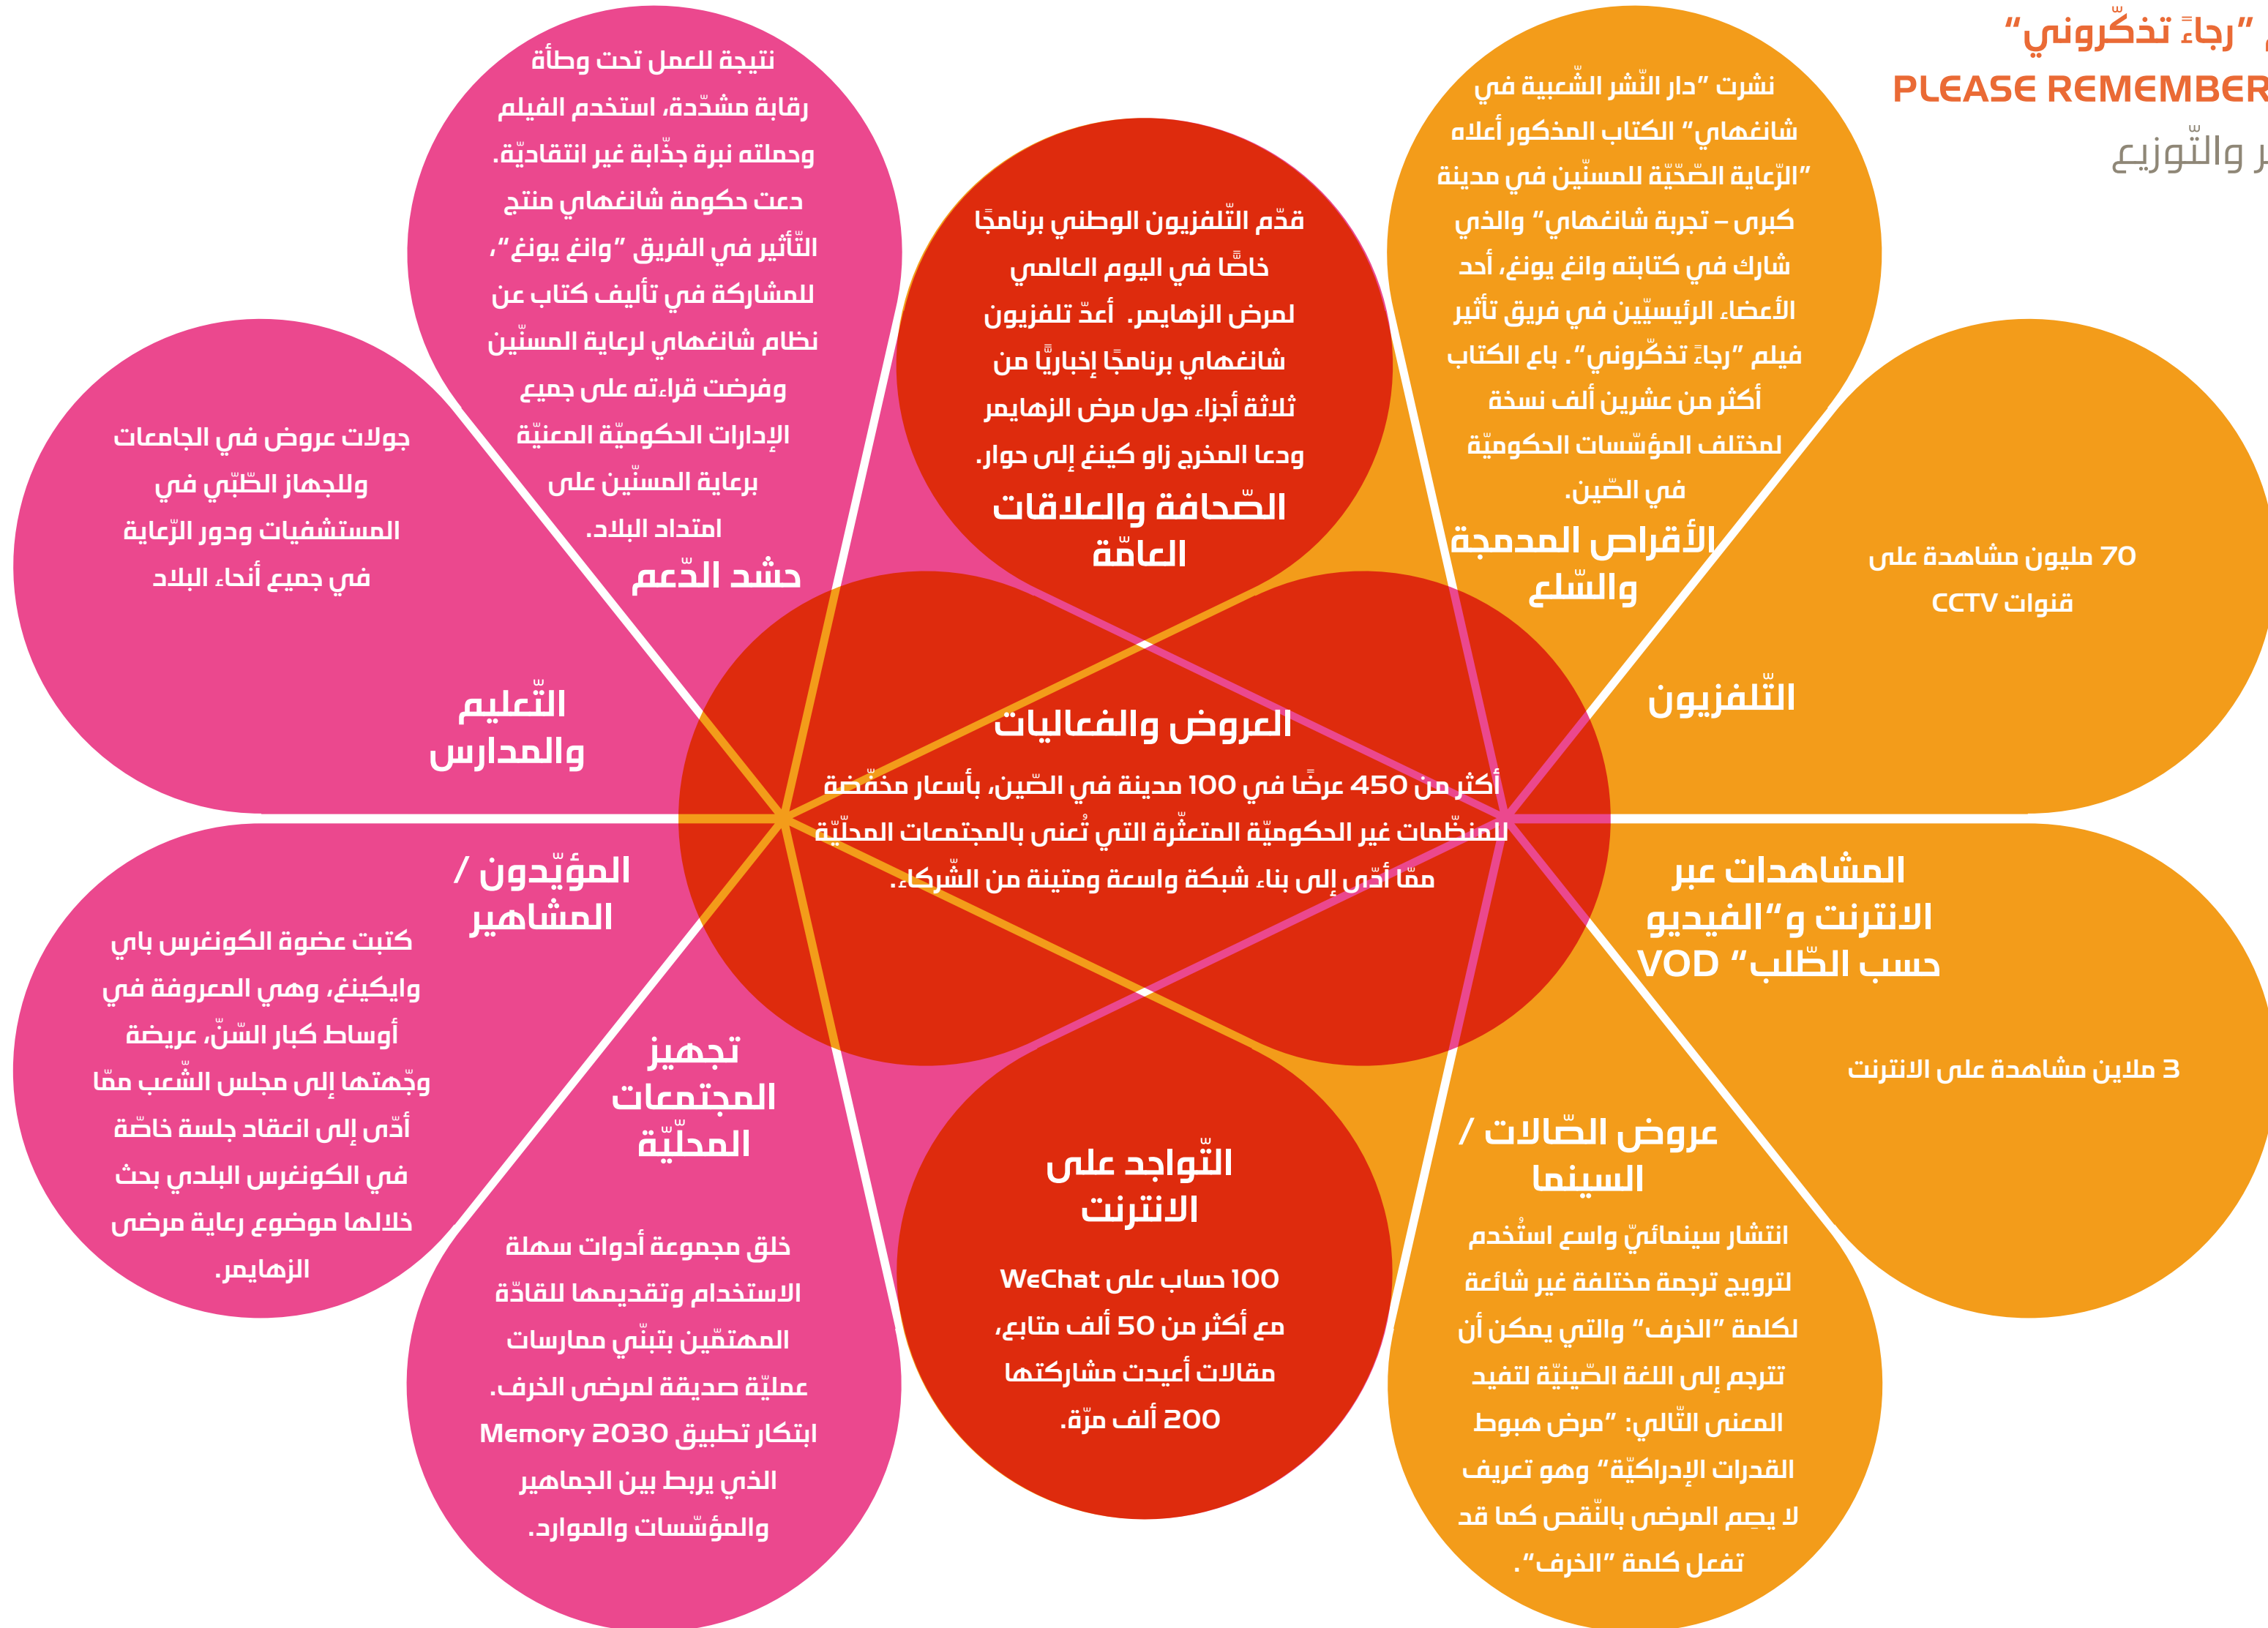 “رجاءً تذكّروني”
PLEASE REMEMBER
والتّوزيع
نشرت “دار النّشر الشّعبية في
شانغهاي” الكتاب المذكور أعلاه
“الرّعاية الصّحّيّة للمسنّين في مدينة
كبرى – تجربة شانغهاي” والذي
شارك في كتابته وانغ يونغ، أحد
الأعضاء الرئيسيّين في فريق تأثير
فيلم “رجاءً تذكّروني”. باع الكتاب
أكثر من عشرين ألف نسخة
لمختلف المؤسّسات الحكوميّة
في الصّين.
الأقراص المدمجة
والسّلع
70 مليون مشاهدة على
قنوات CCTV
التّلفزيون
قدّم التّلفزيون الوطني برنامجًا
خاصًّا في اليوم العالمي
لمرض الزهايمر. أعدّ تلفزيون
شانغهاي برنامجًا إخباريًّا من
ثلاثة أجزاء حول مرض الزهايمر
ودعا المخرج زاو كينغ إلى حوار.
الصّحافة والعلاقات
العامّة
نتيجة للعمل تحت وطأة
رقابة مشدّدة، استخدم الفيلم
وحملته نبرة جذّابة غير انتقاديّة.
دعت حكومة شانغهاي منتج
التّأثير في الفريق “وانغ يونغ”،
للمشاركة في تأليف كتاب عن
نظام شانغهاي لرعاية المسنّين
وفرضت قراءته على جميع
الإدارات الحكوميّة المعنيّة
برعاية المسنّين على
امتداد البلاد.
حشد الدّعم
جولات عروض في الجامعات
وللجهاز الطّبّي في
المستشفيات ودور الرّعاية
في جميع أنحاء البلاد
التّعليم
والمدارس
العروض والفعاليات
أكثر من 450 عرضًا في 100 مدينة في الصّين، بأسعار مخفّضة
للمنظّمات غير الحكوميّة المتعثّرة التي تُعنى بالمجتمعات المحلّيّة
ممّا أدّى إلى بناء شبكة واسعة ومتينة من الشّركاء.
المشاهدات عبر
الانترنت و“الفيديو
حسب الطّلب” VOD
3 ملاين مشاهدة على الانترنت
عروض الصّالات /
السينما
انتشار سينمائيّ واسع استُخدم
لترويج ترجمة مختلفة غير شائعة
لكلمة “الخرف” والتي يمكن أن
تترجم إلى اللغة الصّينيّة لتفيد
المعنى التّالي: “مرض هبوط
القدرات الإدراكيّة” وهو تعريف
لا يصِم المرضى بالنّقص كما قد
تفعل كلمة “الخرف”.
التّواجد على
الانترنت
100 حساب على WeChat
مع أكثر من 50 ألف متابع،
مقالات أعيدت مشاركتها
200 ألف مرّة.
تجهيز
المجتمعات
المحلّيّة
خلق مجموعة أدوات سهلة
الاستخدام وتقديمها للقادّة
المهتمّين بتبنّي ممارسات
عمليّة صديقة لمرضى الخرف.
ابتكار تطبيق Memory 2030
الذي يربط بين الجماهير
والمؤسّسات والموارد.
المؤيّدون /
المشاهير
كتبت عضوة الكونغرس باي
وايكينغ، وهي المعروفة في
أوساط كبار السّنّ، عريضة
وجّهتها إلى مجلس الشّعب ممّا
أدّى إلى انعقاد جلسة خاصّة
في الكونغرس البلدي بحث
خلالها موضوع رعاية مرضى
الزهايمر.